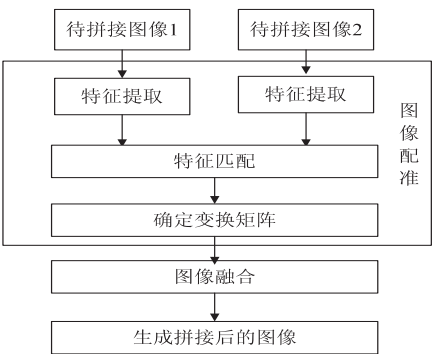 待拼接图像1
待拼接图像2
特征提取
特征提取
图像配准
特征匹配
确定变换矩阵
图像融合
生成拼接后的图像